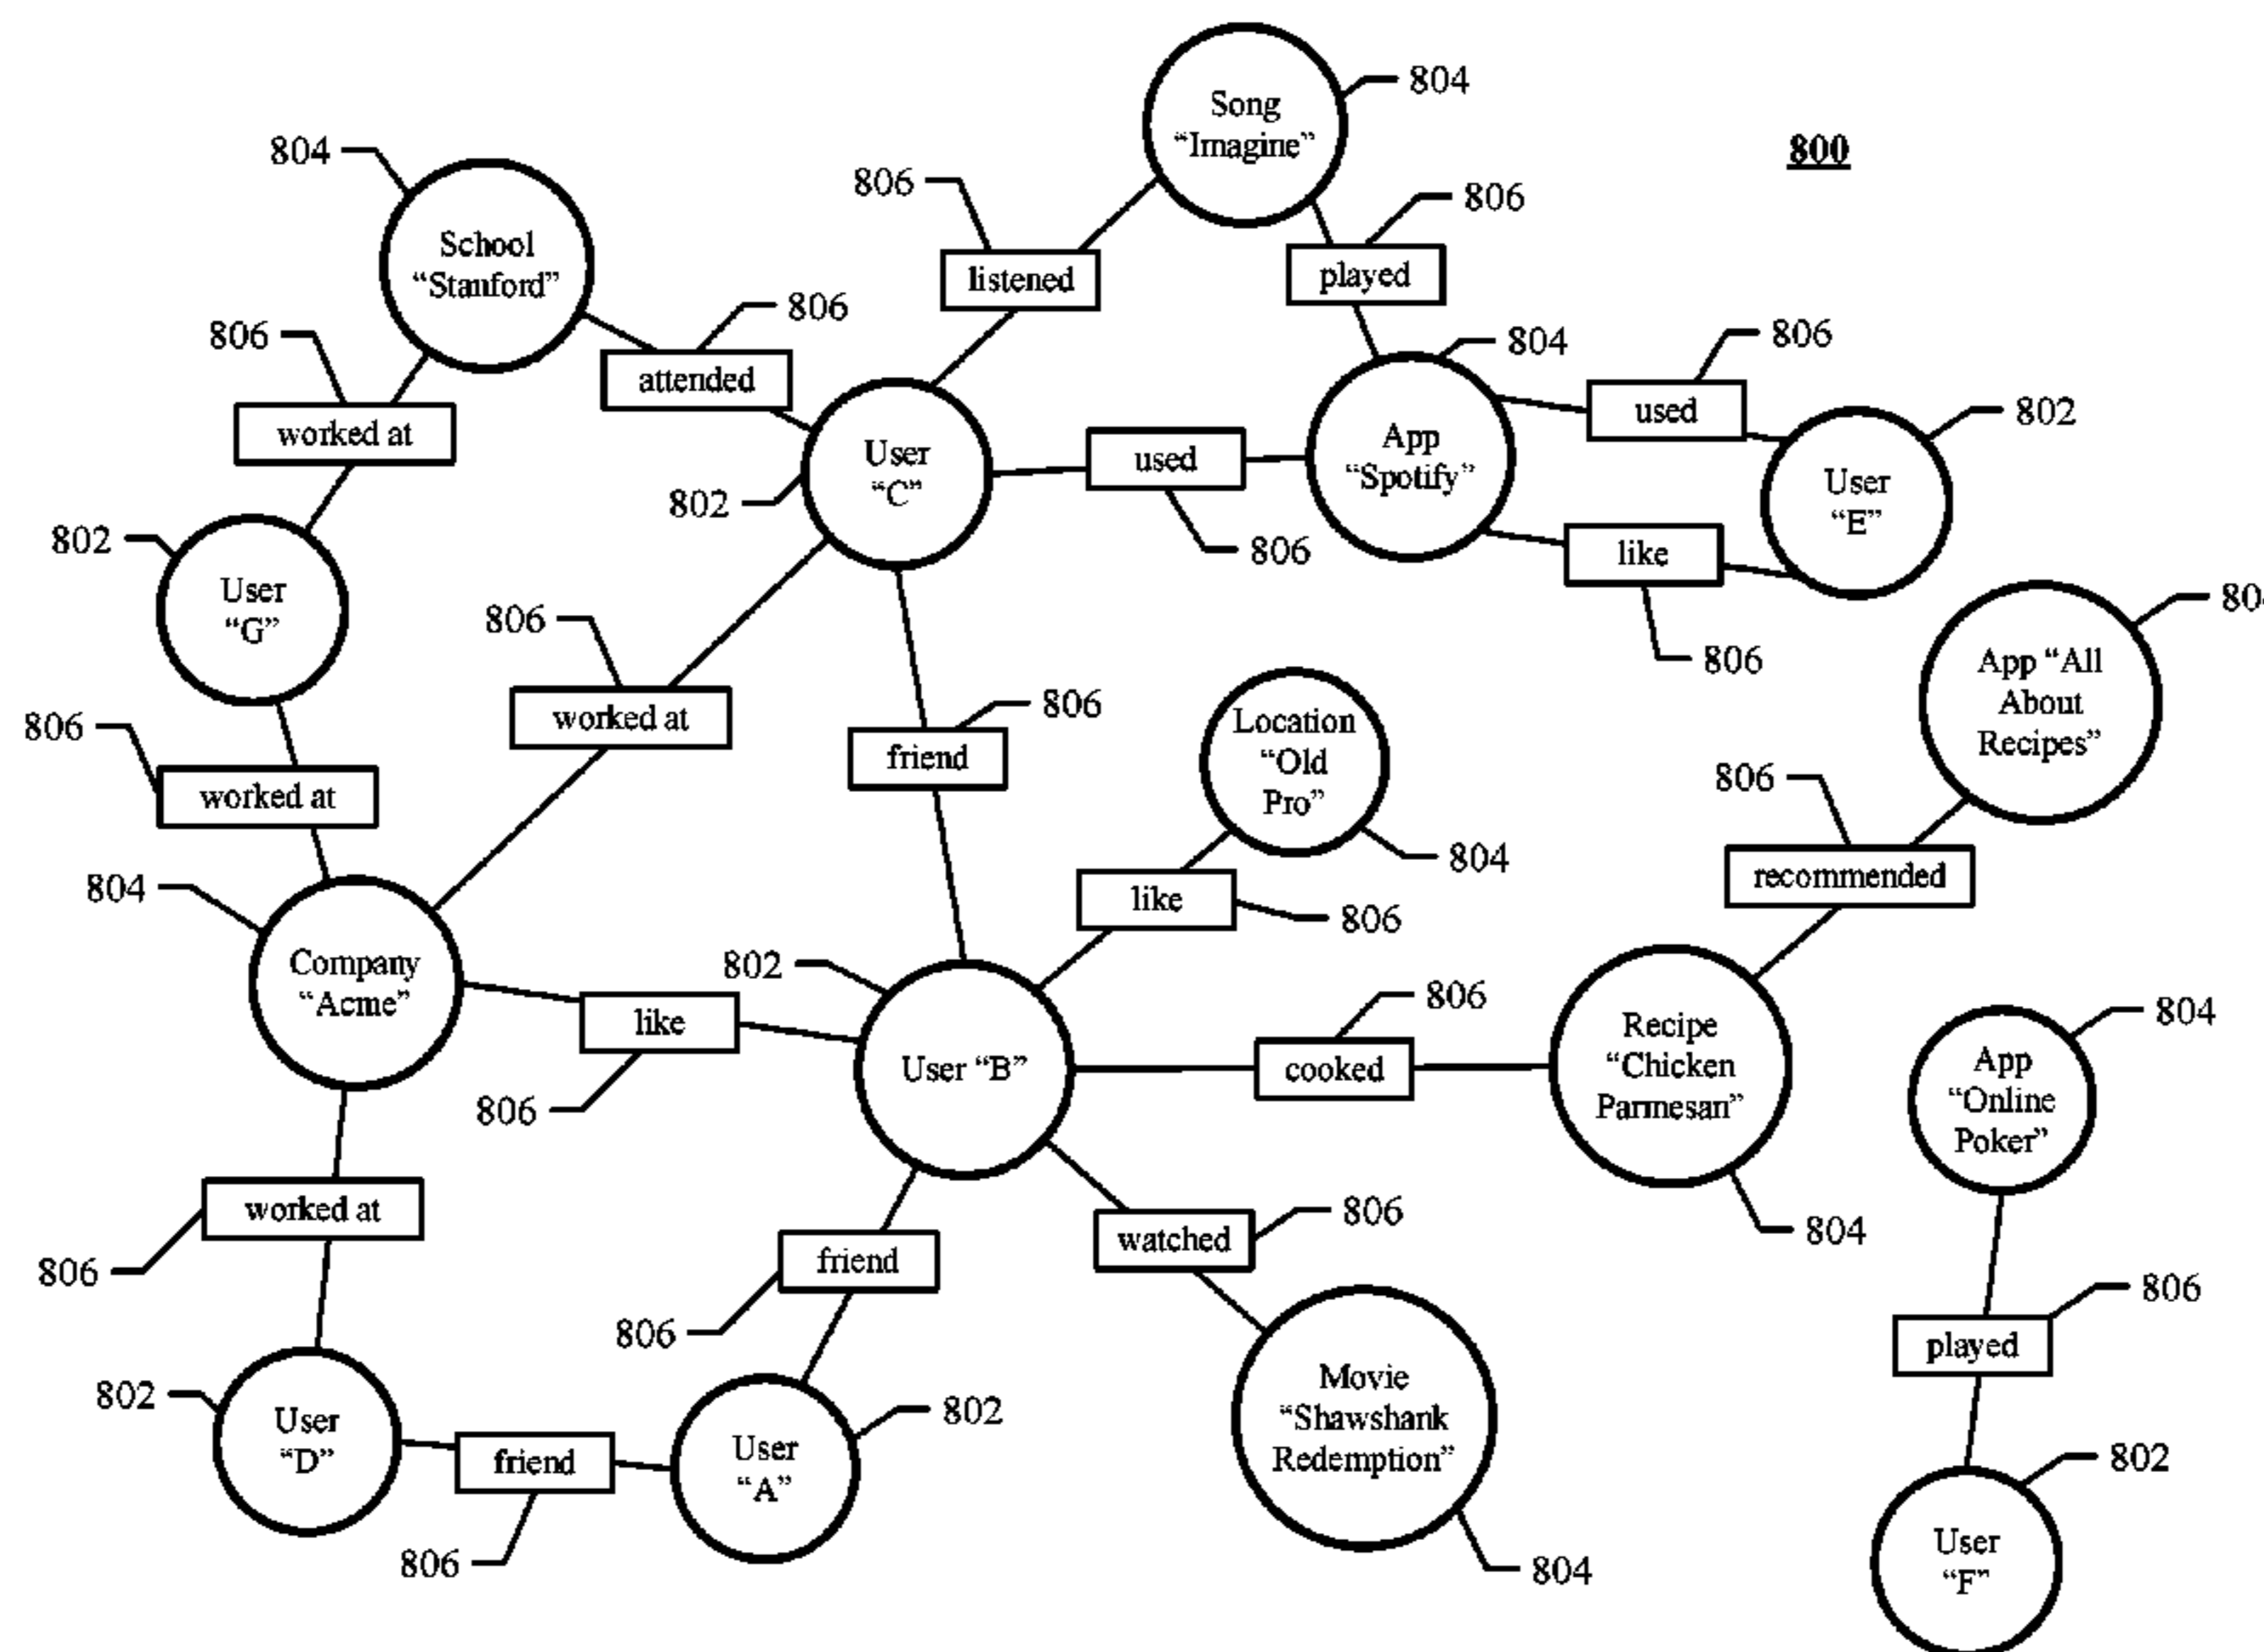 Song
“Imagine”
804
800
804
School
“Stanford”
806
listened
806
played
806
806
attended
806
worked at
User
“C”
802
used
806
App
“Spotify”
804
806
used
User
“E”
802
like
806
802
User
“G”
806
worked at
806
friend
Location
“Old
Pro”
804
App “All
About
Recipes”
806
worked at
806
recommended
804
Company
“Acme”
like
806
802
User “B”
like
806
806
cooked
Recipe
“Chicken
Parmesan”
804
App
“Online
Poker”
804
worked at
806
friend
806
watched
806
played
806
802
User
“D”
friend
806
User
“A”
802
Movie
“Shawshank
Redemption”
804
User
“F”
802